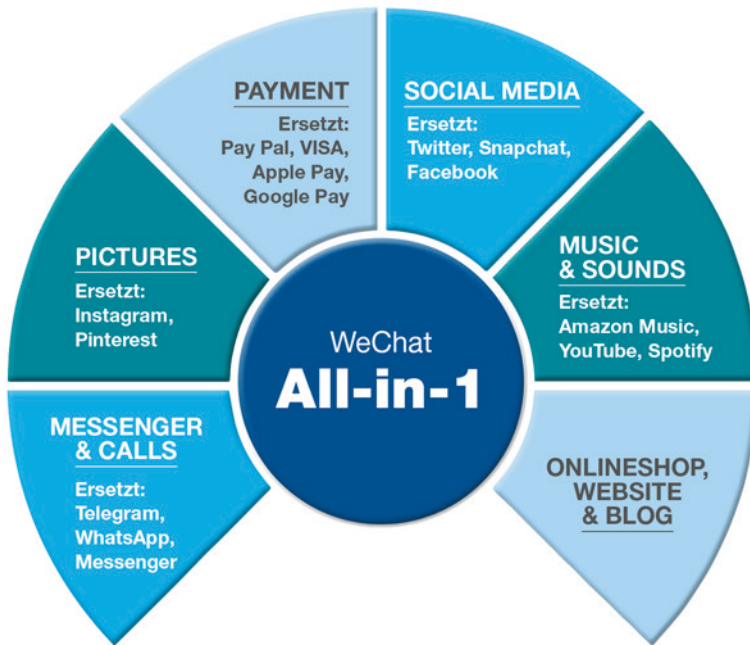 PAYMENT
Ersetzt:
Pay Pal, VISA,
Apple Pay,
Google Pay
SOCIAL MEDIA
Ersetzt:
Twitter, Snapchat,
Facebook
PICTURES
Ersetzt:
Instagram,
Pinterest
MUSIC
& SOUNDS
Ersetzt:
Amazon Music,
YouTube, Spotify
WeChat
All-in-1
MESSENGER
& CALLS
Ersetzt:
Telegram,
WhatsApp,
Messenger
ONLINESHOP,
WEBSITE
& BLOG